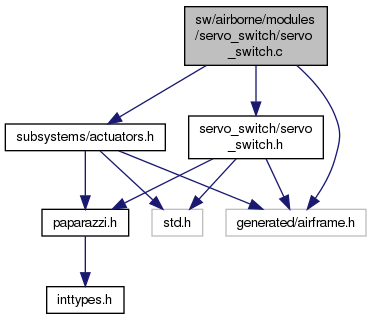 sw/airborne/modules
/servo_switch/servo
_switch.c
subsystems/actuators.h
servo_switch/servo
_switch.h
paparazzi.h
std.h
generated/airframe.h
inttypes.h